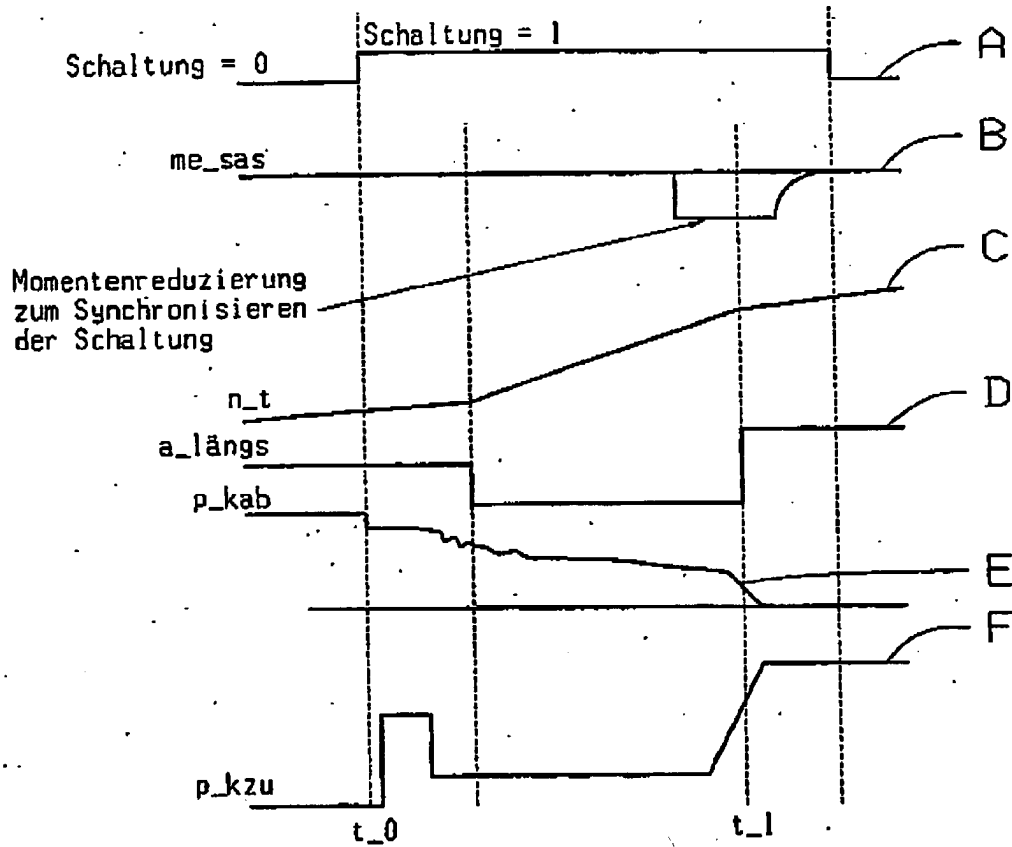 Schaltung = 1
A
Schaltung = 0
B
me_sas
C
Momentenreduzierung
zum Synchronisieren
der Schaltung
n_t
D
a_längs
p_kab
E
F
p_kzu
t_0
t_1